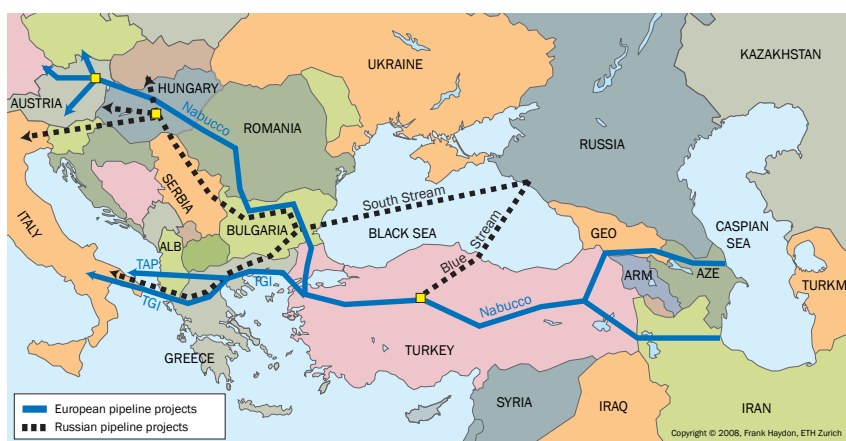 UKRAINE
KAZAKHSTAN
HUNGARY
AUSTRIA
Nabucco
ROMANIA
RUSSIA
SERBIA
South Stream
ITALY
BULGARIA
BLACK SEA
Blue Stream
GEO
CASPIAN
SEA
ALB
TAP
TGI
TGI
ARM
AZE
TURKM
Nabucco
GREECE
TURKEY
SYRIA
IRAQ
IRAN
European pipeline projects
Russian pipeline projects
Copyright © 2008, Frank Haydon, ETH Zurich